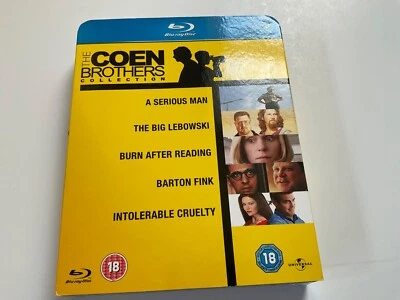 Blu-ray Disc
THE
COEN
BROTHERS
COLLECTION
A SERIOUS MAN
THE BIG LEBOWSKI
BURN AFTER READING
BARTON FINK
INTOLERABLE CRUELTY
Blu-ray Disc
18
18
UNIVERSAL